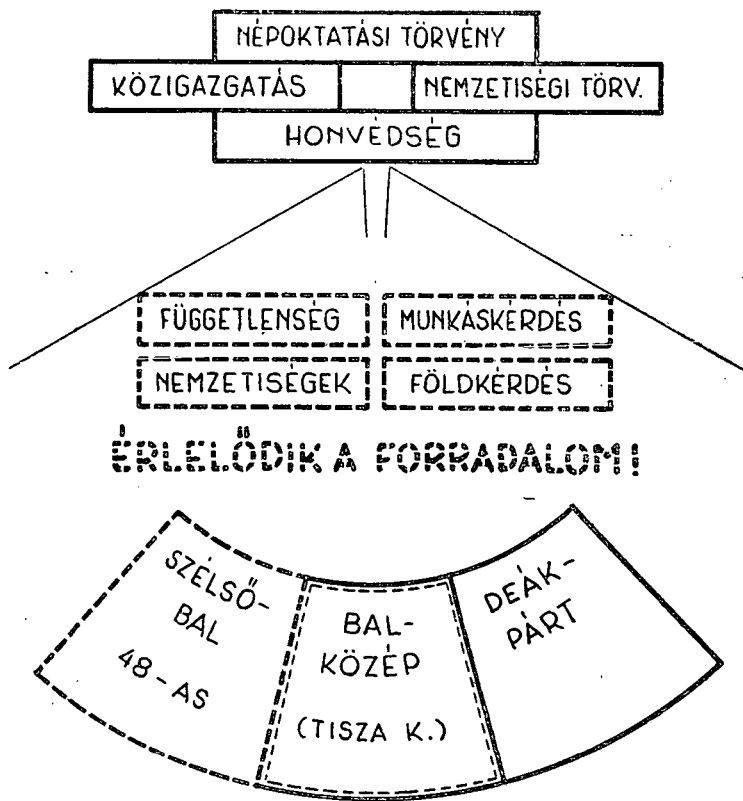 NÉPOKTATÁSI TÖRVÉNY
KÖZIGAZGATÁS
NEMZETISÉGI TÖRV.
HONVÉDSÉG
FÜGGETLENSÉG
MUNKÁSKÉRDÉS
NEMZETISÉGEK
FÖLDKÉRDÉS
ÉRLELŐDIK A FORRADALOM!
SZÉLSŐ-
BAL
48-AS
BAL-
KÖZÉP
(TISZA K.)
DEÁK-
PÁRT